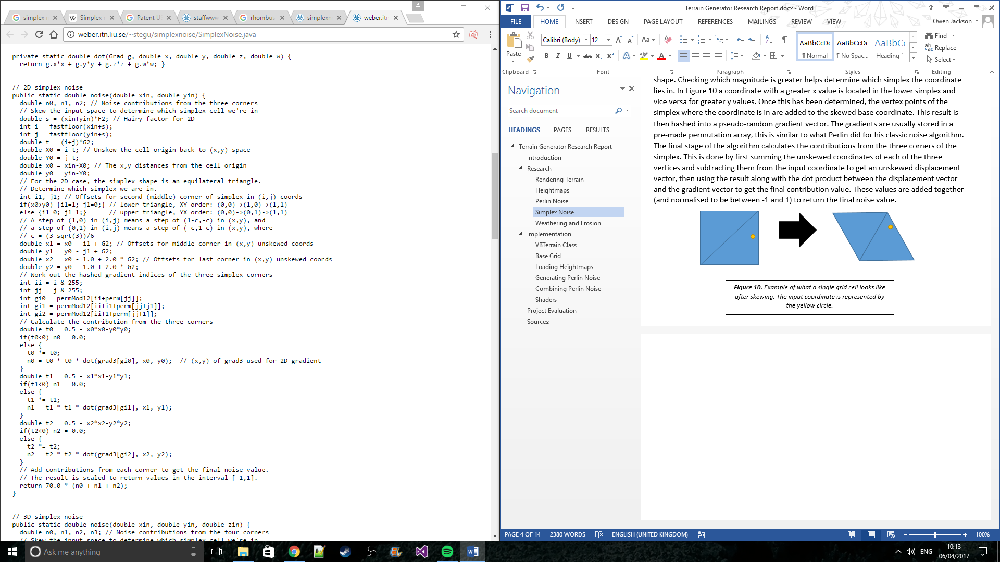 simplex n
Simplex
Patent U
staffwww
rhombus
simplexn
weber.itn
weber.itn.liu.se/~stegu/simplexnoise/SimplexNoise.java
private static double dot(Grad g, double x, double y, double z, double w) {
return g.x*x + g.y*y + g.z*z + g.w*w; }
// 2D simplex noise
public static double noise(double xin, double yin) {
double n0, n1, n2; // Noise contributions from the three corners
// Skew the input space to determine which simplex cell we're in
double s = (xin+yin)*F2; // Hairy factor for 2D
int i = fastfloor(xin+s);
int j = fastfloor(yin+s);
double t = (i+j)*G2;
double X0 = i-t; // Unskew the cell origin back to (x,y) space
double Y0 = j-t;
double x0 = xin-X0; // The x,y distances from the cell origin
double y0 = yin-Y0;
// For the 2D case, the simplex shape is an equilateral triangle.
// Determine which simplex we are in.
int i1, j1; // Offsets for second (middle) corner of simplex in (i,j) coords
if(x0>y0) {i1=1; j1=0;} // lower triangle, XY order: (0,0)->(1,0)->(1,1)
else {i1=0; j1=1;}      // upper triangle, YX order: (0,0)->(0,1)->(1,1)
// A step of (1,0) in (i,j) means a step of (1-c,-c) in (x,y), and
// a step of (0,1) in (i,j) means a step of (-c,1-c) in (x,y), where
// c = (3-sqrt(3))/6
double x1 = x0 - i1 + G2; // Offsets for middle corner in (x,y) unskewed coords
double y1 = y0 - j1 + G2;
double x2 = x0 - 1.0 + 2.0 * G2; // Offsets for last corner in (x,y) unskewed coords
double y2 = y0 - 1.0 + 2.0 * G2;
// Work out the hashed gradient indices of the three simplex corners
int ii = i & 255;
int jj = j & 255;
int gi0 = permMod12[ii+perm[jj]];
int gi1 = permMod12[ii+i1+perm[jj+j1]];
int gi2 = permMod12[ii+1+perm[jj+1]];
// Calculate the contribution from the three corners
double t0 = 0.5 - x0*x0-y0*y0;
if(t0<0) n0 = 0.0;
else {
t0 *= t0;
n0 = t0 * t0 * dot(grad3[gi0], x0, y0);  // (x,y) of grad3 used for 2D gradient
}
double t1 = 0.5 - x1*x1-y1*y1;
if(t1<0) n1 = 0.0;
else {
t1 *= t1;
n1 = t1 * t1 * dot(grad3[gi1], x1, y1);
}
double t2 = 0.5 - x2*x2-y2*y2;
if(t2<0) n2 = 0.0;
else {
t2 *= t2;
n2 = t2 * t2 * dot(grad3[gi2], x2, y2);
}
// Add contributions from each corner to get the final noise value.
// The result is scaled to return values in the interval [-1,1].
return 70.0 * (n0 + n1 + n2);
}
// 3D simplex noise
public static double noise(double xin, double yin, double zin) {
double n0, n1, n2, n3; // Noise contributions from the four corners
// Skew the input space to determine which simplex cell we're in
Terrain Generator Research Report.docx - Word
FILE HOME INSERT DESIGN PAGE LAYOUT REFERENCES MAILINGS REVIEW VIEW Owen Jackson
Paste
Calibri (Body) 12
B I U abc x₂ x²
AaBbCcDc AaBbCcDc AaBbC
¶ Normal ¶ No Spac... Heading 1
Find
Replace
Select
Clipboard Font Paragraph Styles Editing
Navigation
Search document
HEADINGS PAGES RESULTS
Terrain Generator Research Report
Introduction
Research
Rendering Terrain
Heightmaps
Perlin Noise
Simplex Noise
Weathering and Erosion
Implementation
VBTerrain Class
Base Grid
Loading Heightmaps
Generating Perlin Noise
Combining Perlin Noise
Shaders
Project Evaluation
Sources:
shape. Checking which magnitude is greater helps determine which simplex the coordinate
lies in. In Figure 10 a coordinate with a greater x value is located in the lower simplex and
vice versa for greater y values. Once this has been determined, the vertex points of the
simplex where the coordinate is in are added to the skewed base coordinate. This result is
then hashed into a pseudo-random gradient vector. The gradients are usually stored in a
pre-made permutation array, this is similar to what Perlin did for his classic noise algorithm.
The final stage of the algorithm calculates the contributions from the three corners of the
simplex. This is done by first summing the unskewed coordinates of each of the three
vertices and subtracting them from the input coordinate to get an unskewed displacement
vector, then using the result along with the dot product between the displacement vector
and the gradient vector to get the final contribution value. These values are added together
(and normalised to be between -1 and 1) to return the final noise value.
Figure 10. Example of what a single grid cell looks like
after skewing. The input coordinate is represented by
the yellow circle.
PAGE 4 OF 14 2380 WORDS ENGLISH (UNITED KINGDOM) 100%
Ask me anything
ENG
10:13
06/04/2017